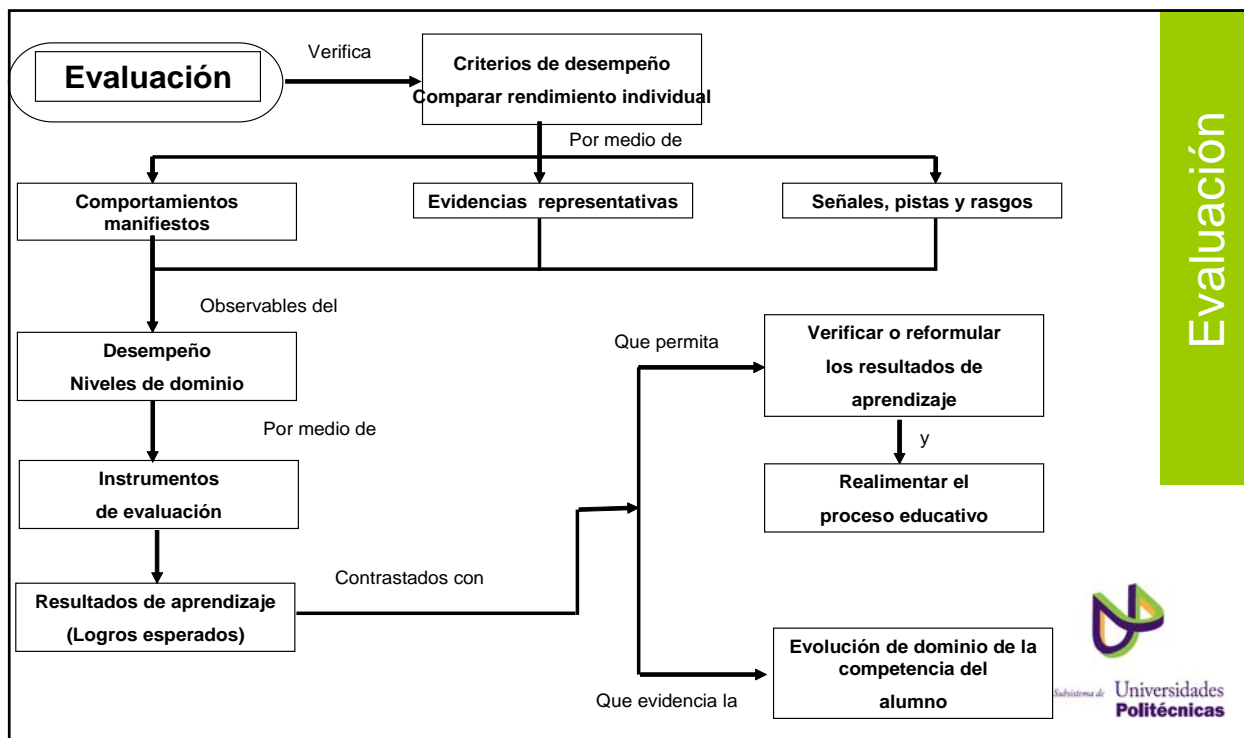 Evaluación
Verifica
Criterios de desempeño
Comparar rendimiento individual
Por medio de
Comportamientos
manifiestos
Evidencias representativas
Señales, pistas y rasgos
Observables del
Desempeño
Niveles de dominio
Por medio de
Instrumentos
de evaluación
Resultados de aprendizaje
(Logros esperados)
Contrastados con
Que permita
Verificar o reformular
los resultados de
aprendizaje
y
Realimentar el
proceso educativo
Que evidencia la
Evolución de dominio de la
competencia del
alumno
Evaluación
Subsistema de Universidades
Politécnicas